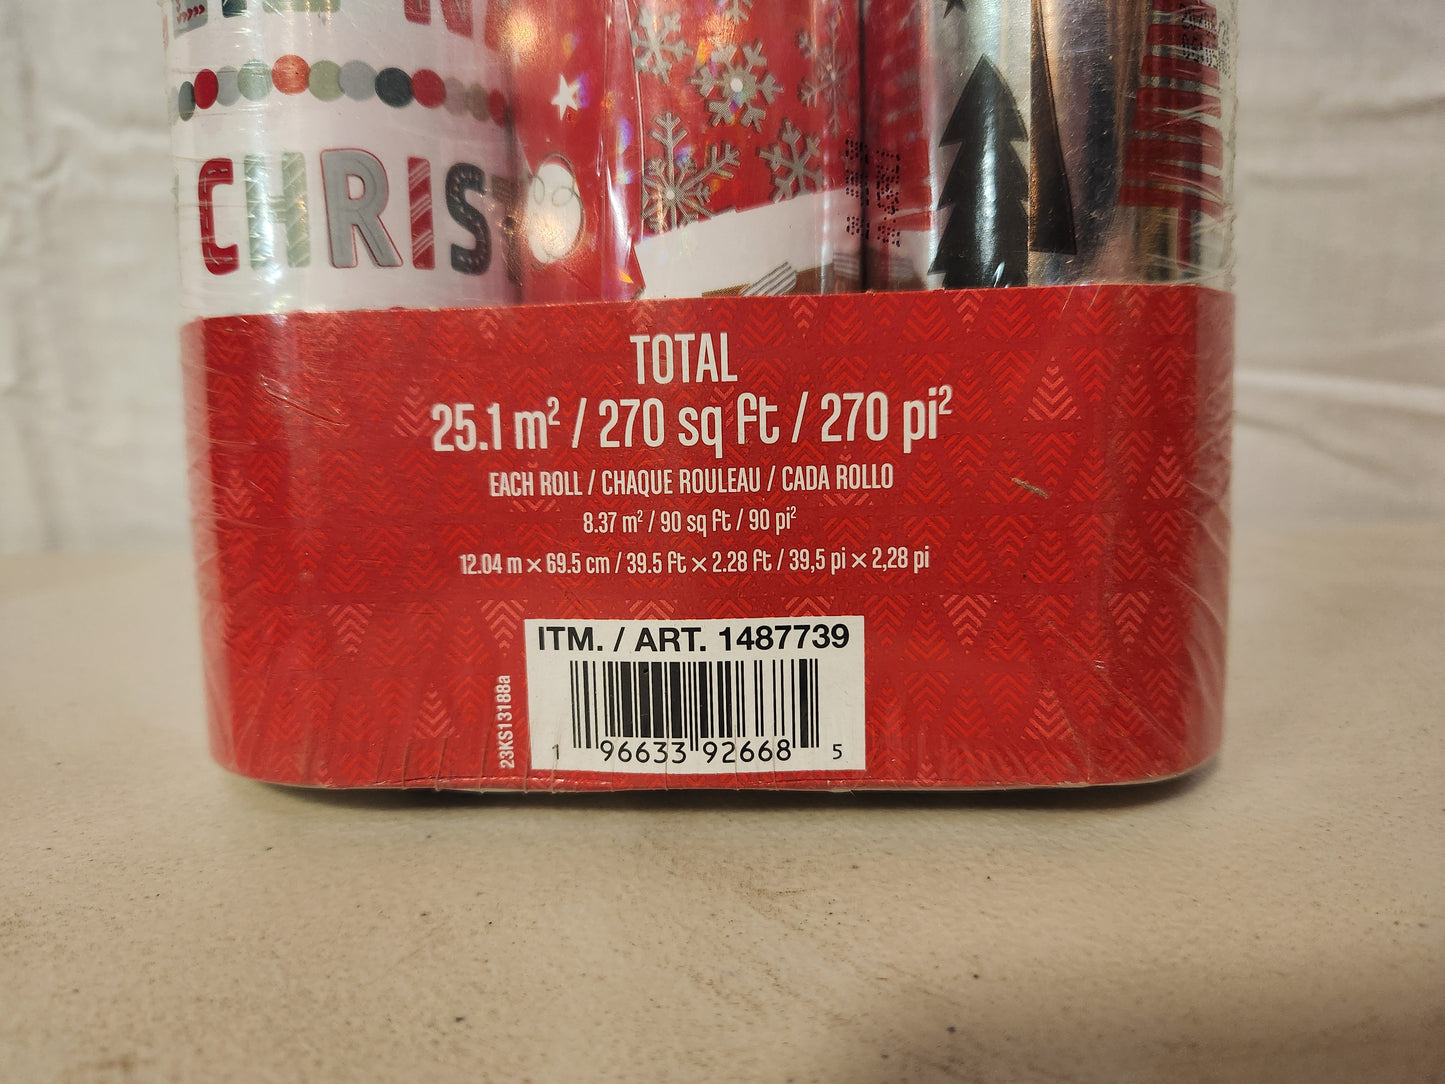 CHRIST
TOTAL
25.1 m² / 270 sq ft / 270 pi²
EACH ROLL / CHAQUE ROULEAU / CADA ROLLO
8.37 m² / 90 sq ft / 90 pi²
12.04 m × 69.5 cm / 39.5 ft × 2.28 ft / 39,5 pi × 2,28 pi
ITM. / ART. 1487739
23KS13188a
1 96633 92668 5